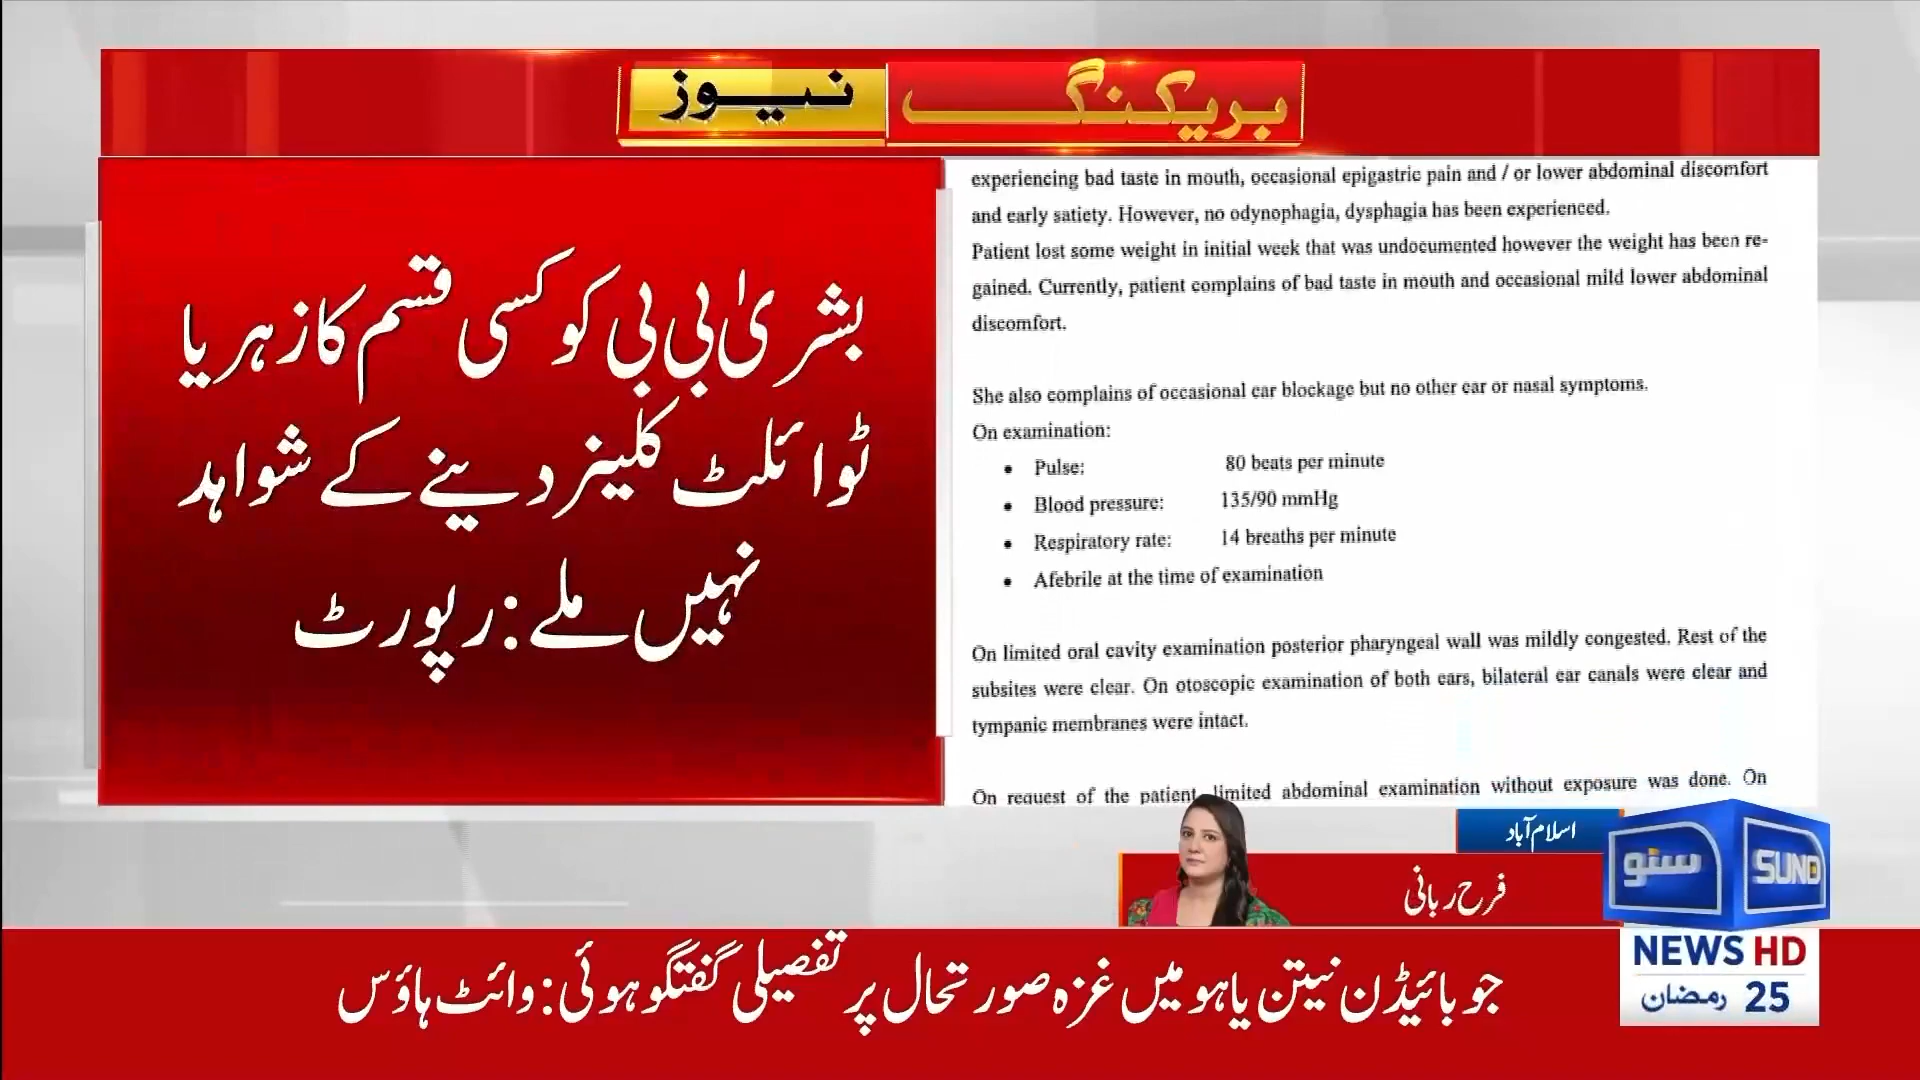 بریکنگ نیوز
بشریٰ بی بی کو کسی قسم کا زہر یا
ٹوائلٹ کلینر دینے کے شواہد
نہیں ملے: رپورٹ
experiencing bad taste in mouth, occasional epigastric pain and / or lower abdominal discomfort
and early satiety. However, no odynophagia, dysphagia has been experienced.
Patient lost some weight in initial week that was undocumented however the weight has been re-
gained. Currently, patient complains of bad taste in mouth and occasional mild lower abdominal
discomfort.
She also complains of occasional ear blockage but no other ear or nasal symptoms.
On examination:
• Pulse: 80 beats per minute
• Blood pressure: 135/90 mmHg
• Respiratory rate: 14 breaths per minute
• Afebrile at the time of examination
On limited oral cavity examination posterior pharyngeal wall was mildly congested. Rest of the
subsites were clear. On otoscopic examination of both ears, bilateral ear canals were clear and
tympanic membranes were intact.
On request of the patient limited abdominal examination without exposure was done. On
اسلام آباد
فرح ربانی
سنو SUNO
NEWS HD
25 رمضان
جو بائیڈن نیتن یاہو میں غزہ صورتحال پر تفصیلی گفتگو ہوئی: وائٹ ہاؤس